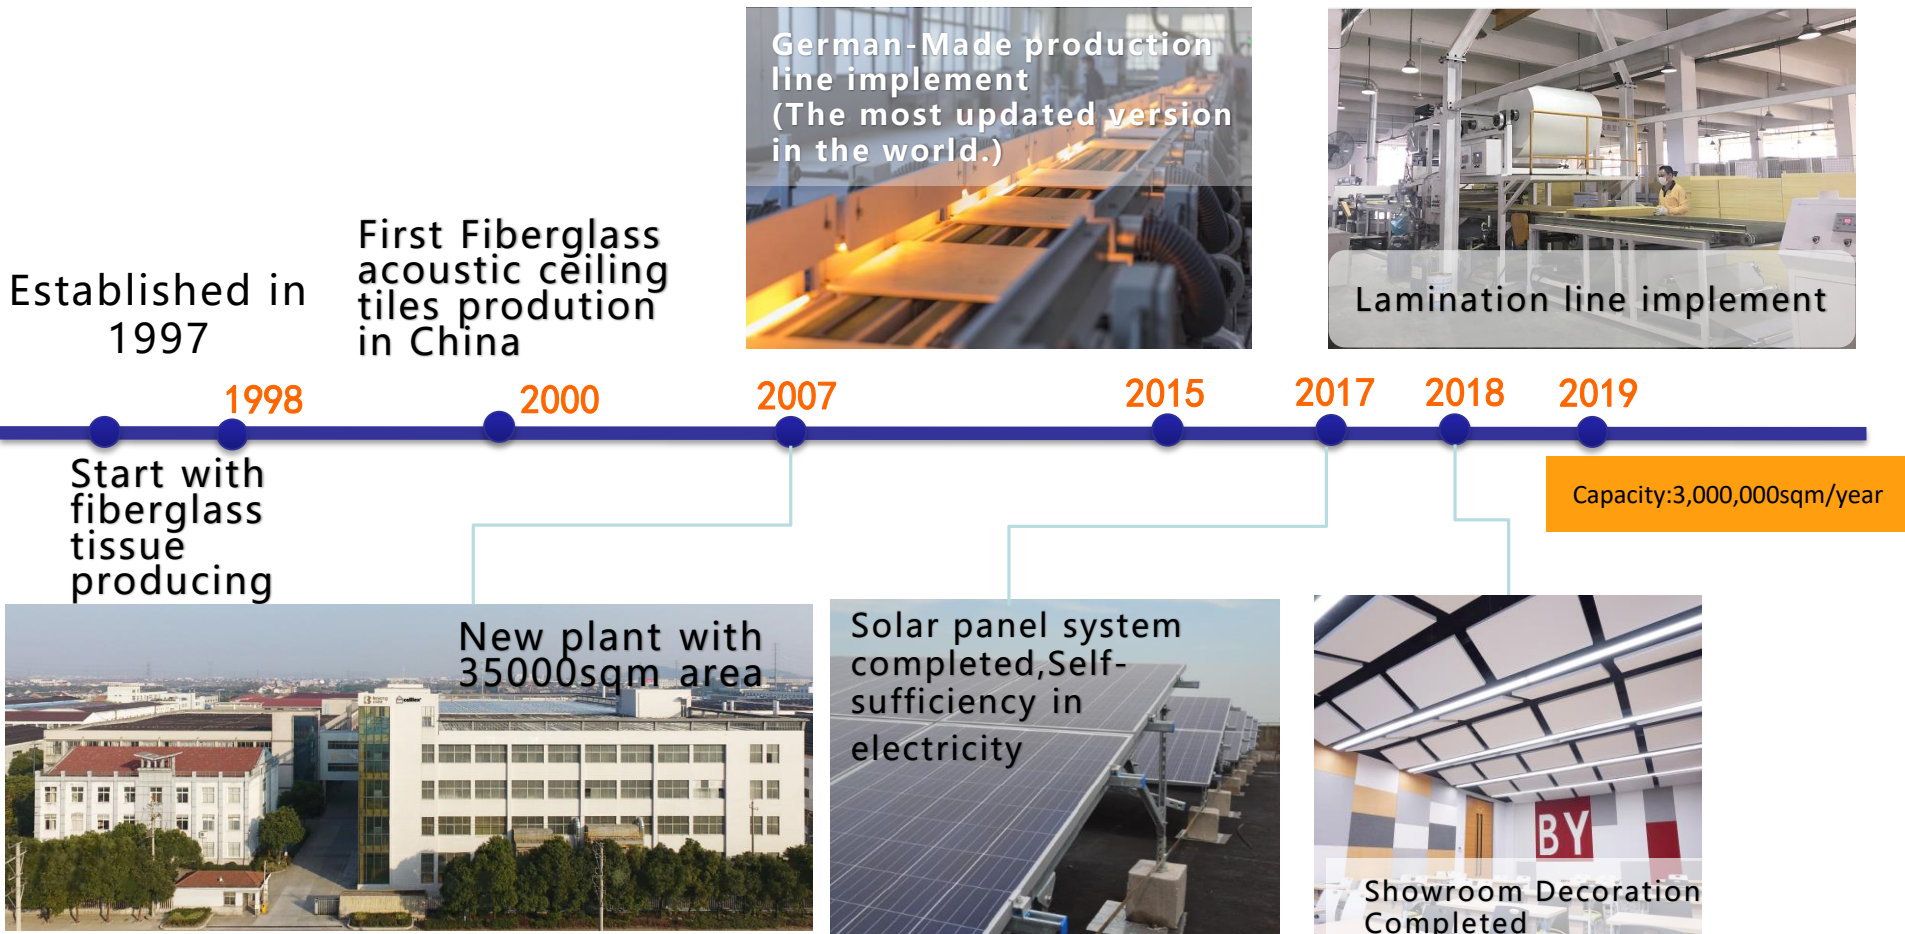 German-Made production
line implement
(The most updated version
in the world.)
Lamination line implement
Established in
1997
First Fiberglass
acoustic ceiling
tiles prodution
in China
1998
2000
2007
2015
2017
2018
2019
Start with
fiberglass
tissue
producing
Capacity:3,000,000sqm/year
New plant with
35000sqm area
Solar panel system
completed,Self-
sufficiency in
electricity
BY
Showroom Decoration
Completed